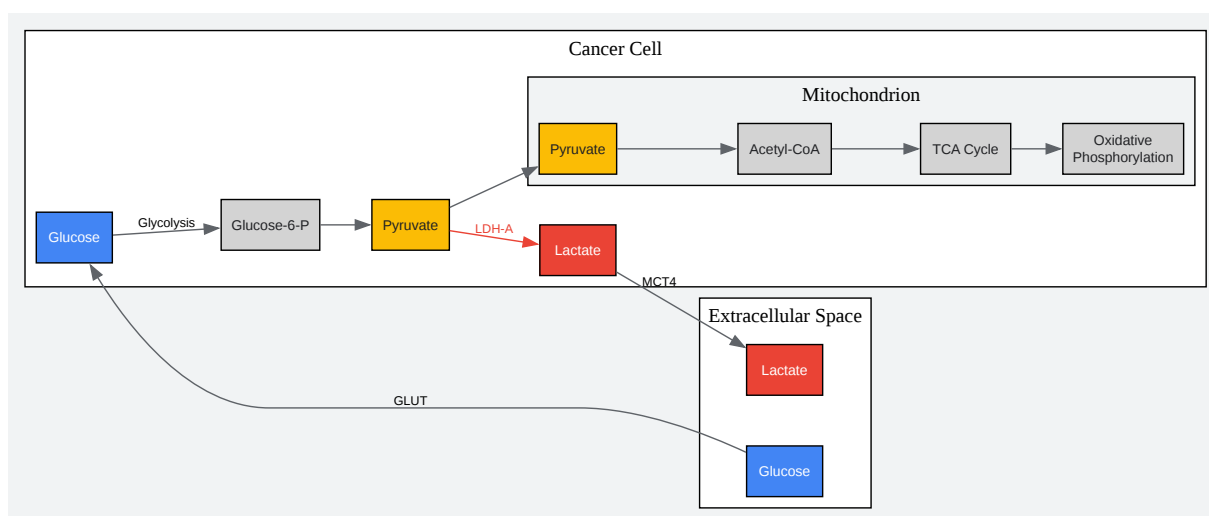 Cancer Cell
Mitochondrion
Pyruvate
Acetyl-CoA
TCA Cycle
Oxidative
Phosphorylation
Glucose
Glycolysis
Glucose-6-P
Pyruvate
LDH-A
Lactate
MCT4
Extracellular Space
Lactate
GLUT
Glucose